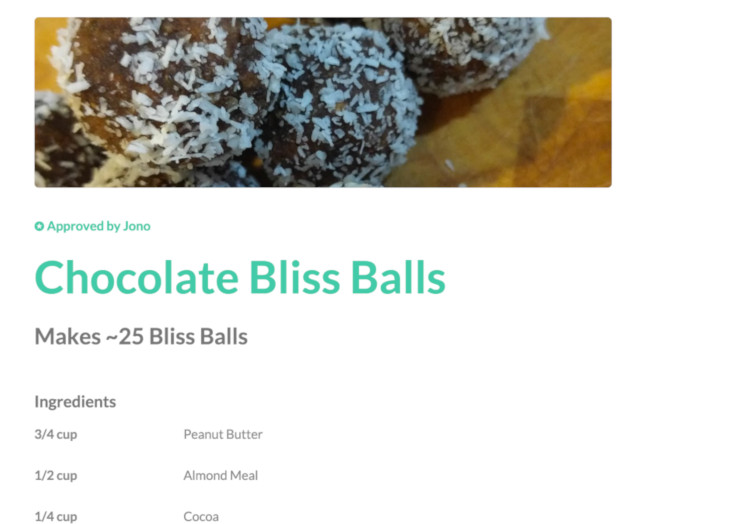 Approved by Jono
Chocolate Bliss Balls
Makes ~25 Bliss Balls
Ingredients
3/4 cup Peanut Butter
1/2 cup Almond Meal
1/4 cup Cocoa